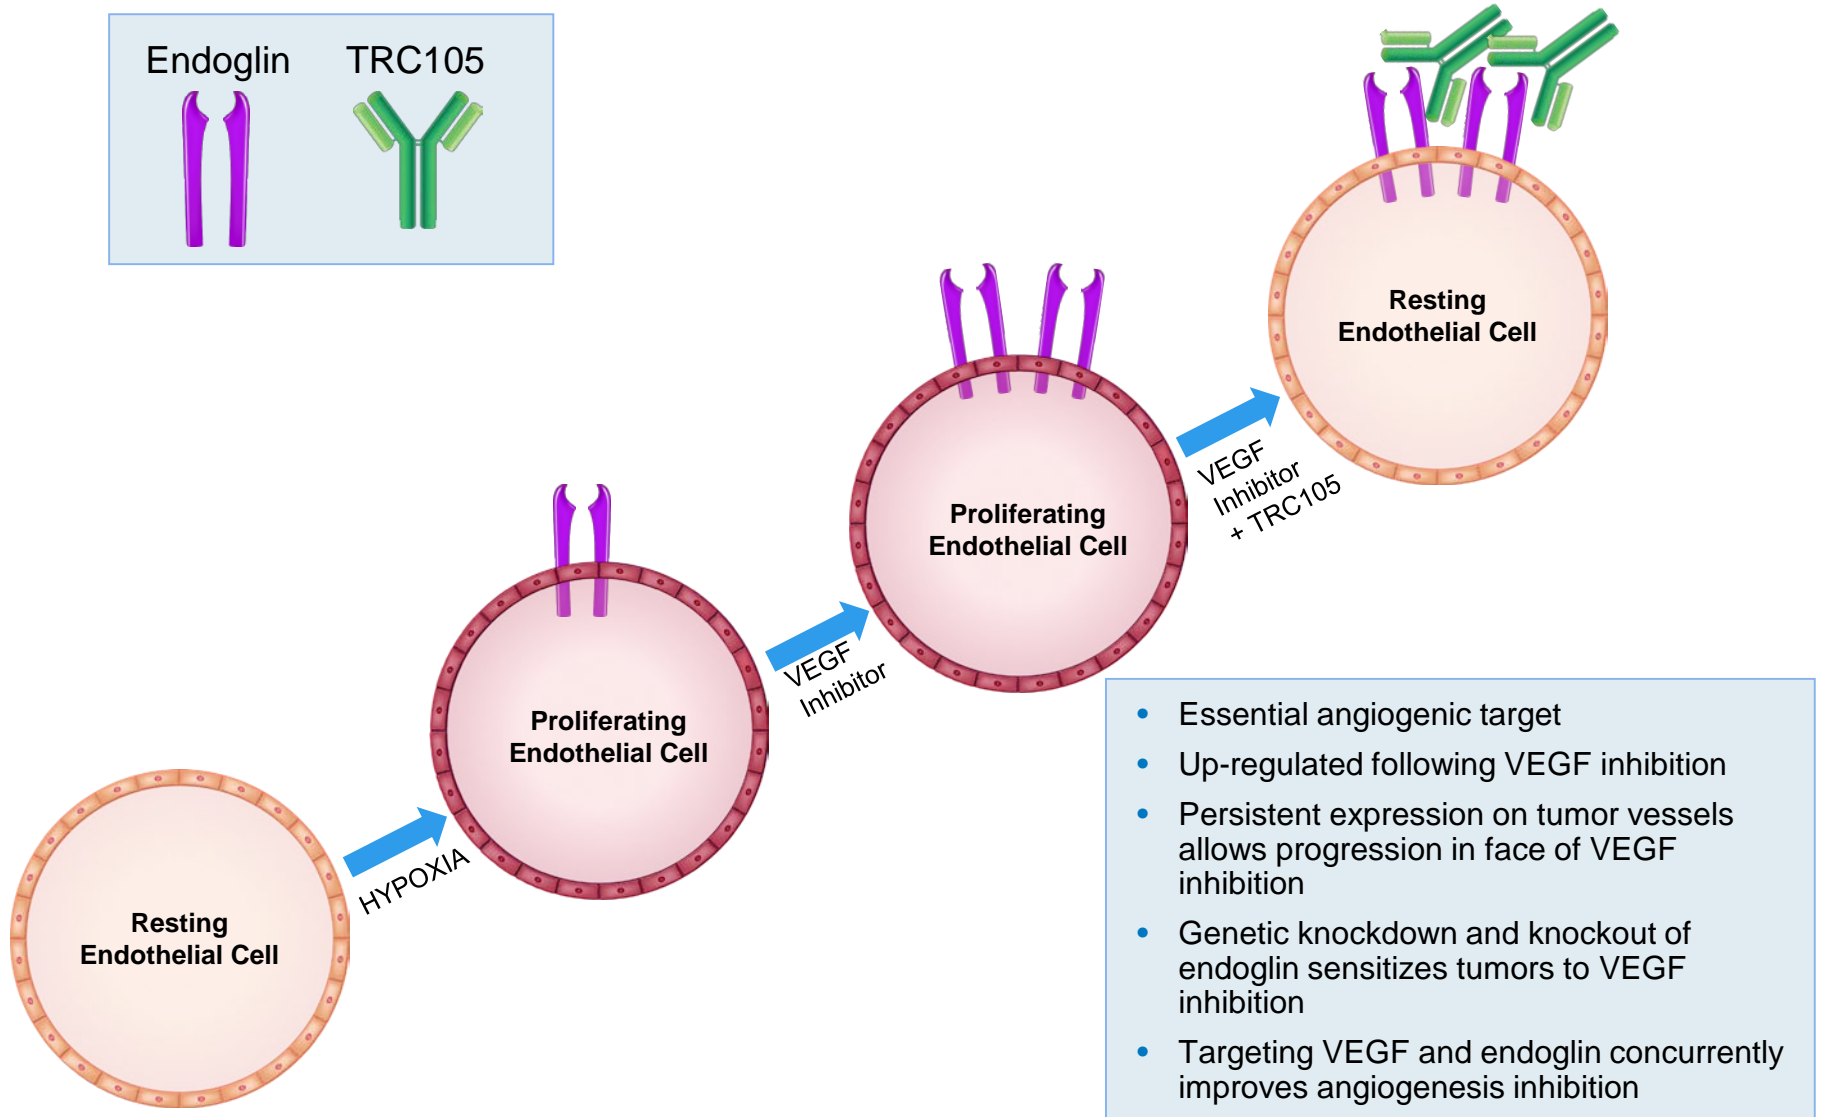 Endoglin TRC105
Resting
Endothelial Cell
HYPOXIA
Proliferating
Endothelial Cell
VEGF
Inhibitor
Proliferating
Endothelial Cell
VEGF
Inhibitor
+ TRC105
Resting
Endothelial Cell
• Essential angiogenic target
• Up-regulated following VEGF inhibition
• Persistent expression on tumor vessels
allows progression in face of VEGF
inhibition
• Genetic knockdown and knockout of
endoglin sensitizes tumors to VEGF
inhibition
• Targeting VEGF and endoglin concurrently
improves angiogenesis inhibition